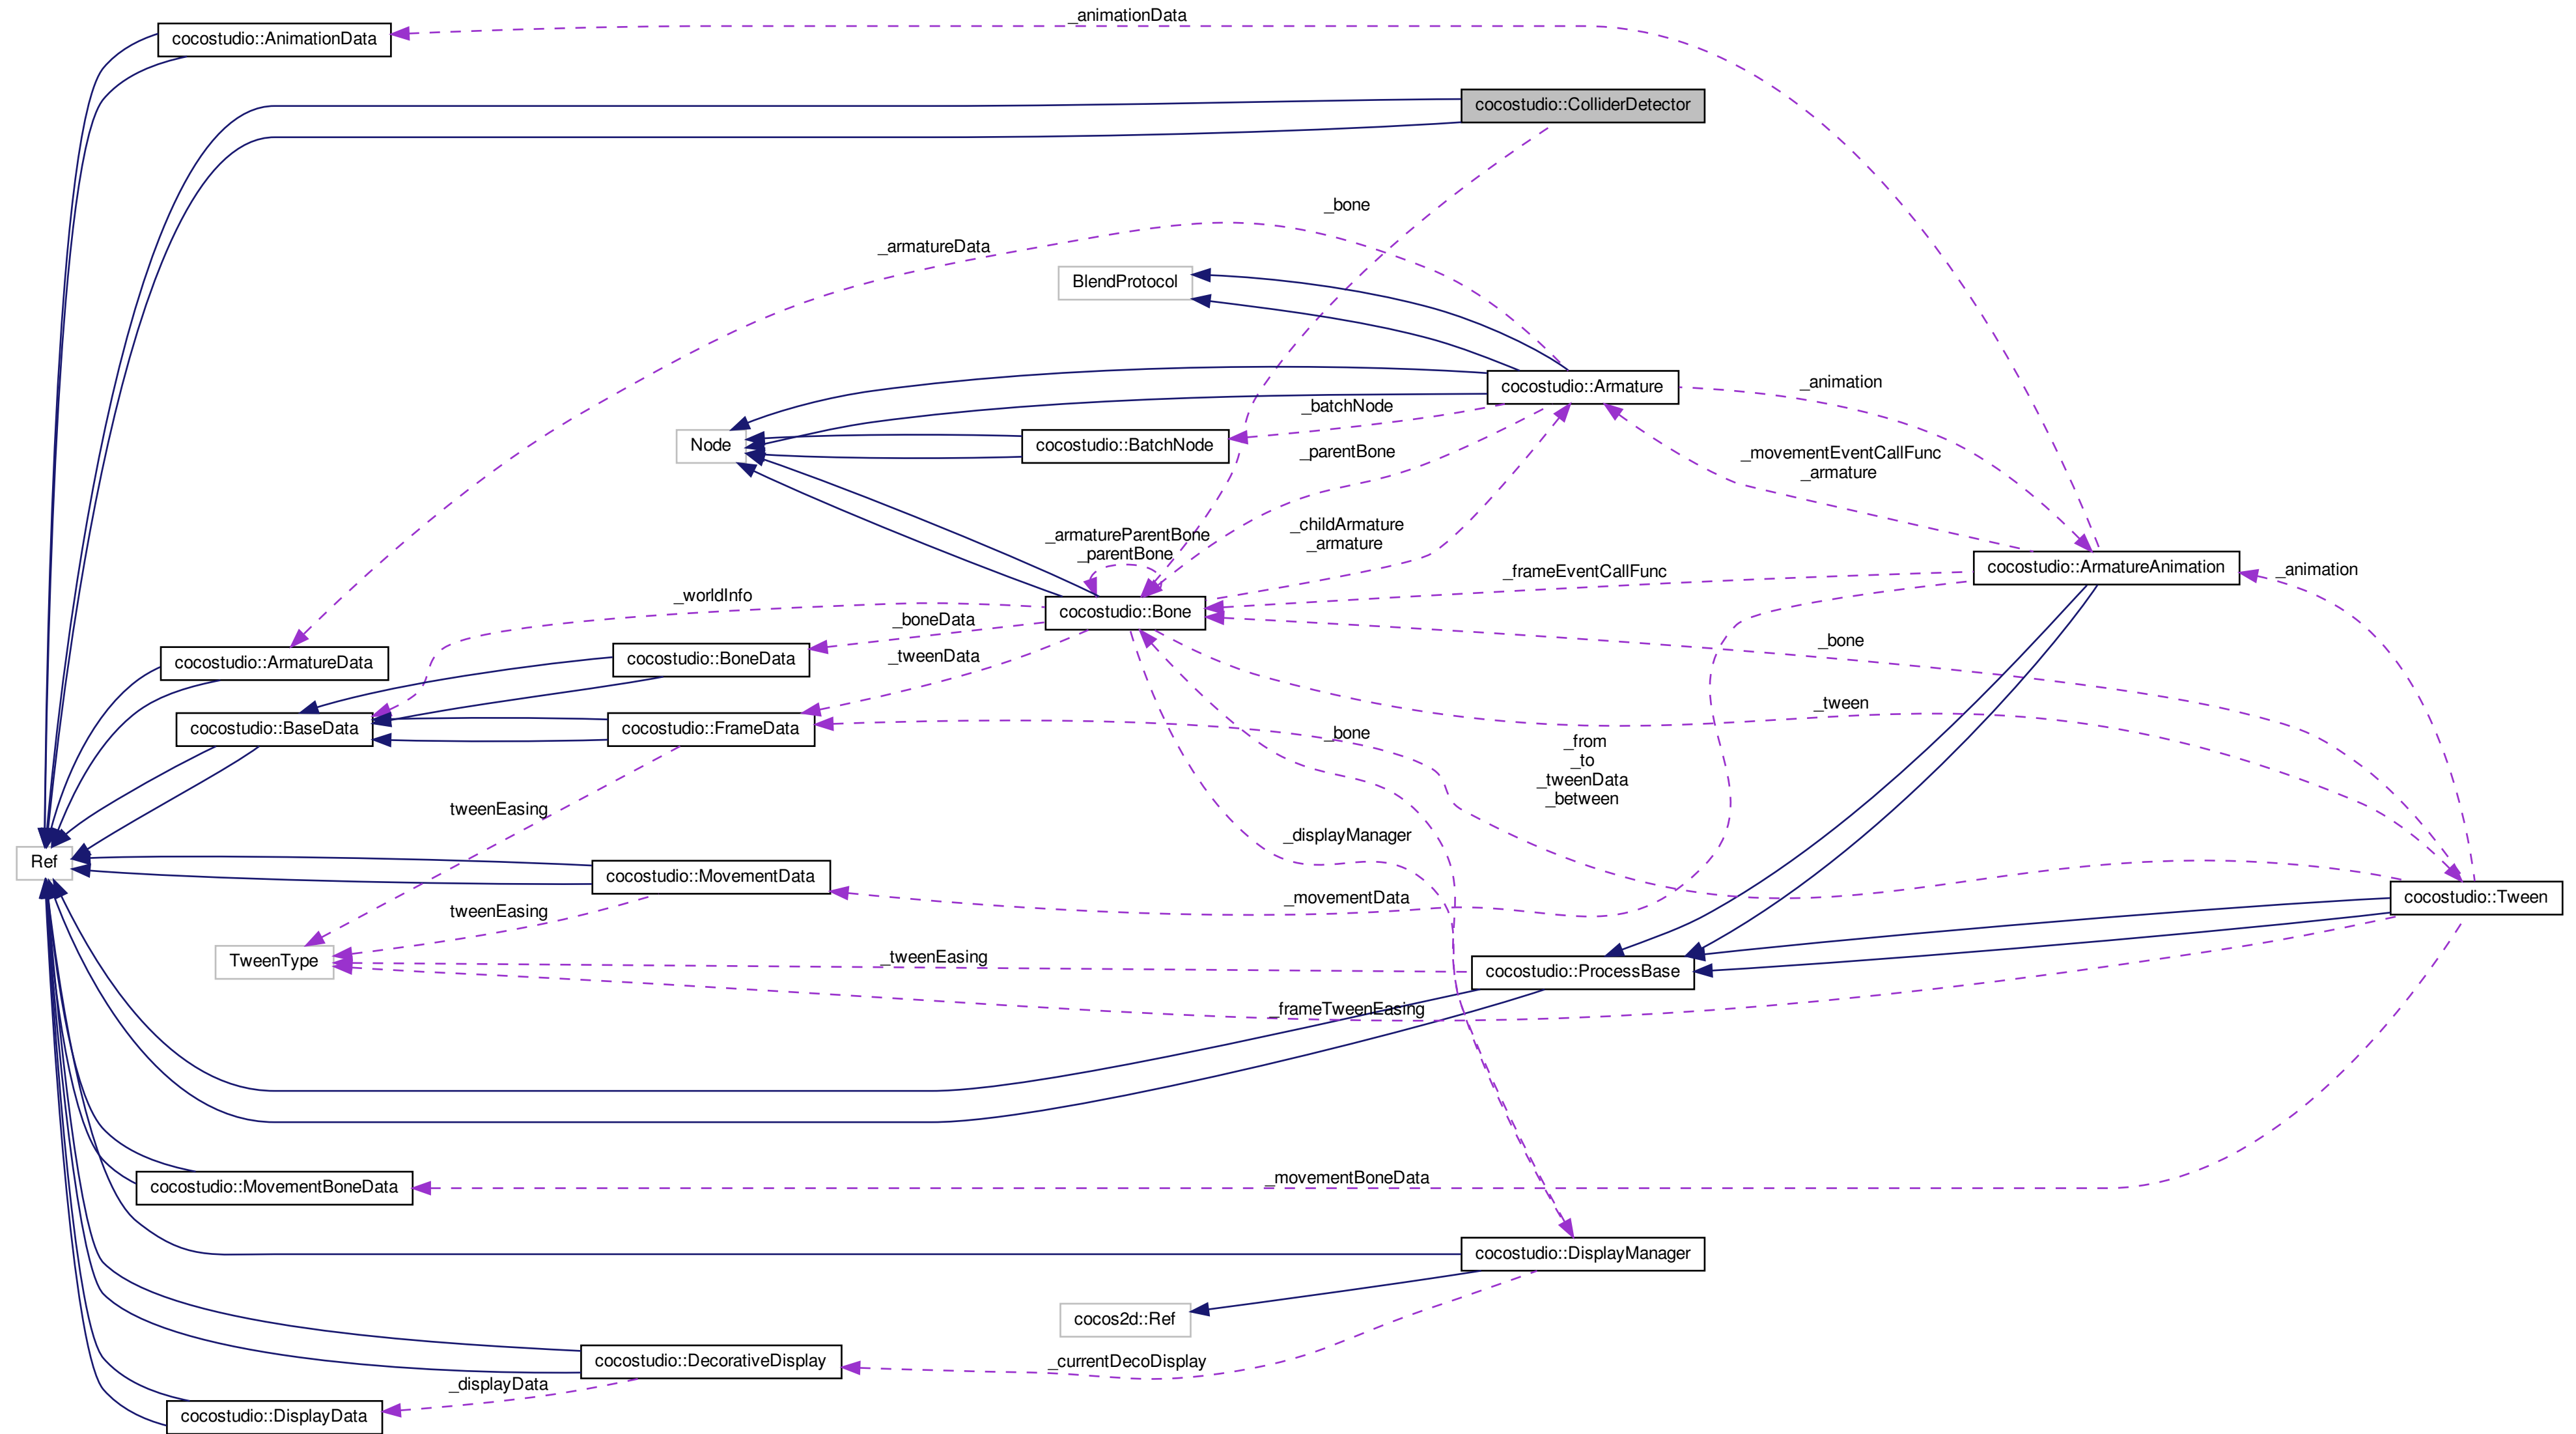 _animationData
cocostudio::AnimationData
cocostudio::ColliderDetector
_bone
_armatureData
BlendProtocol
cocostudio::Armature
_animation
_batchNode
Node
cocostudio::BatchNode
_parentBone
_movementEventCallFunc
_armature
_childArmature
_armature
_armatureParentBone
_parentBone
cocostudio::ArmatureAnimation
_frameEventCallFunc
_animation
_worldInfo
cocostudio::Bone
_boneData
_bone
cocostudio::ArmatureData
cocostudio::BoneData
_tweenData
_tween
cocostudio::BaseData
cocostudio::FrameData
_bone
_from
_to
_tweenData
_between
tweenEasing
_displayManager
Ref
cocostudio::MovementData
_movementData
cocostudio::Tween
tweenEasing
TweenType
_tweenEasing
cocostudio::ProcessBase
_frameTweenEasing
cocostudio::MovementBoneData
_movementBoneData
cocostudio::DisplayManager
cocos2d::Ref
cocostudio::DecorativeDisplay
_currentDecoDisplay
_displayData
cocostudio::DisplayData